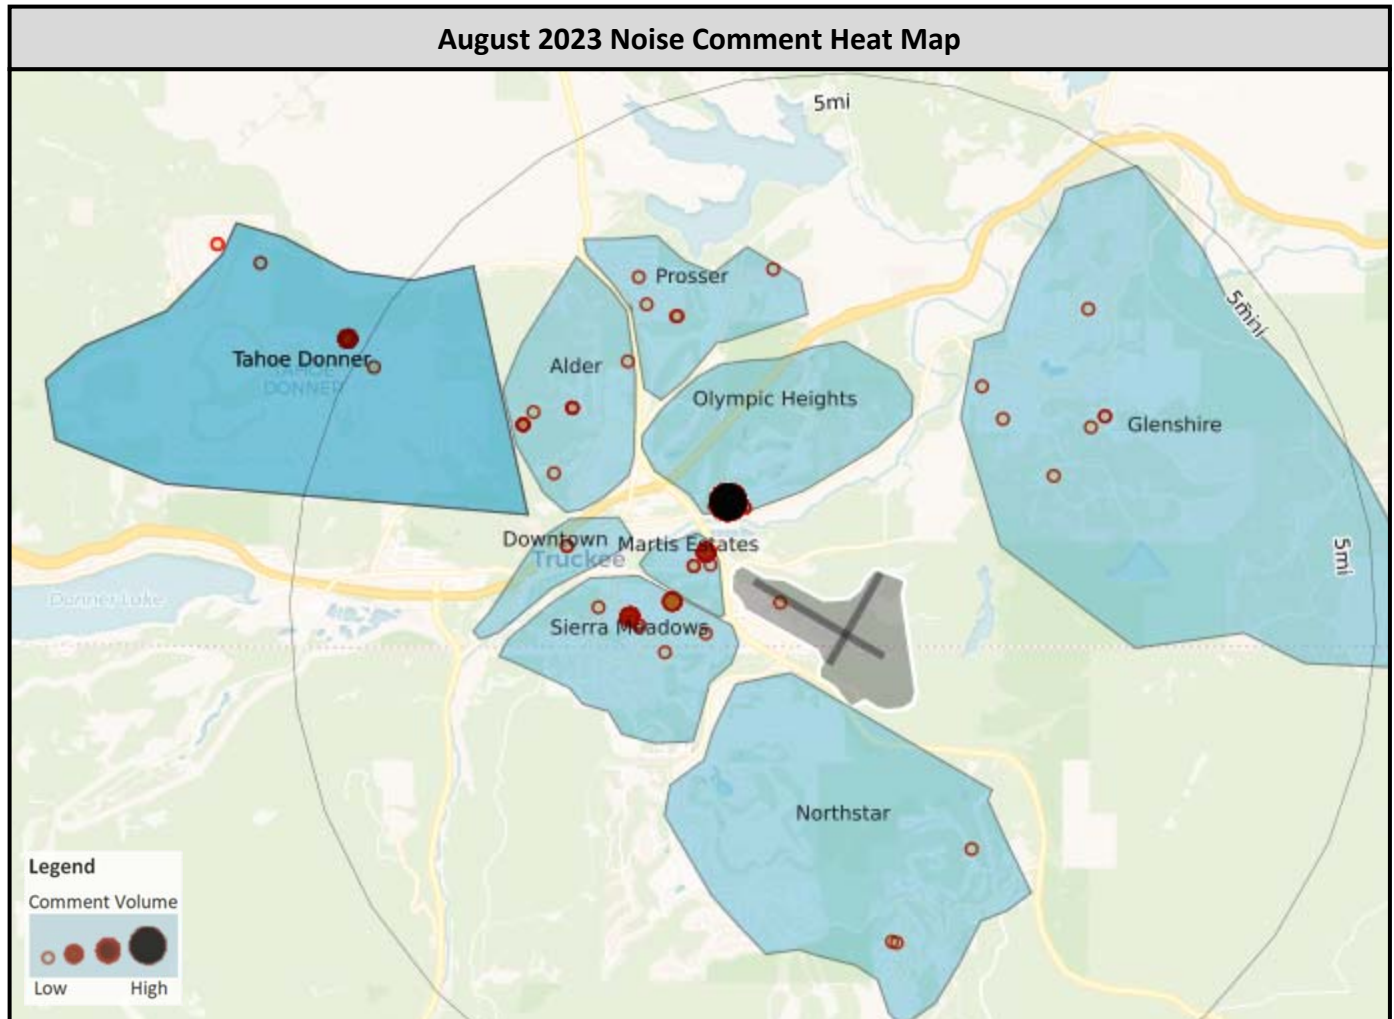 August 2023 Noise Comment Heat Map
5mi
Prosser
5mi
Tahoe Donner
TAHOE
DONNER
Alder
Olympic Heights
Glenshire
Downtown
Martis Estates
Truckee
5mi
Donner Lake
Sierra Meadows
Northstar
Legend
Comment Volume
Low High